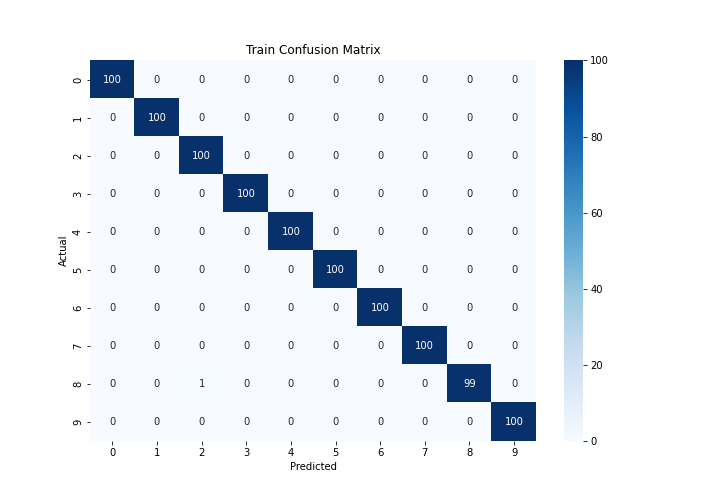 Train Confusion Matrix
0 100 0 0 0 0 0 0 0 0 0
1 0 100 0 0 0 0 0 0 0 0
2 0 0 100 0 0 0 0 0 0 0
3 0 0 0 100 0 0 0 0 0 0
4 0 0 0 0 100 0 0 0 0 0
5 0 0 0 0 0 100 0 0 0 0
6 0 0 0 0 0 0 100 0 0 0
7 0 0 0 0 0 0 0 100 0 0
8 0 0 1 0 0 0 0 0 99 0
9 0 0 0 0 0 0 0 0 0 100
0 1 2 3 4 5 6 7 8 9
Predicted
Actual
100
80
60
40
20
0